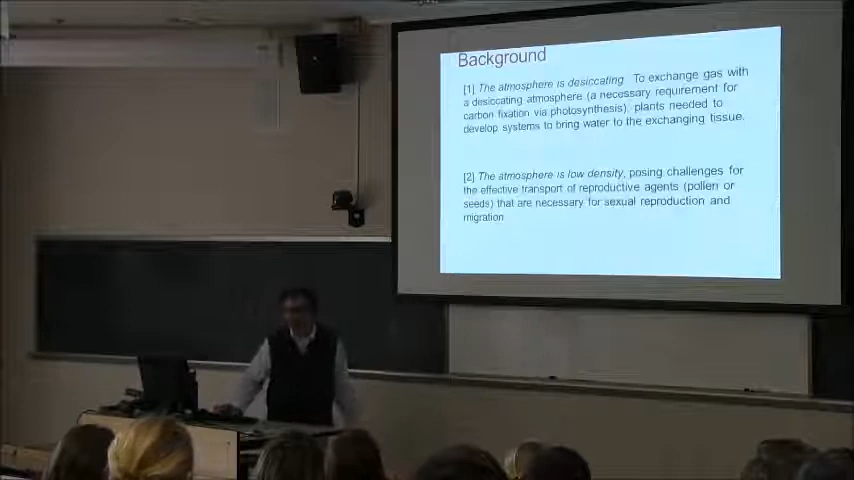 Background
[1] The atmosphere is desiccating. To exchange gas with
a desiccating atmosphere (a necessary requirement for
carbon fixation via photosynthesis), plants needed to
develop systems to bring water to the exchanging tissue.
[2] The atmosphere is low density, posing challenges for
the effective transport of reproductive agents (pollen or
seeds) that are necessary for sexual reproduction and
migration